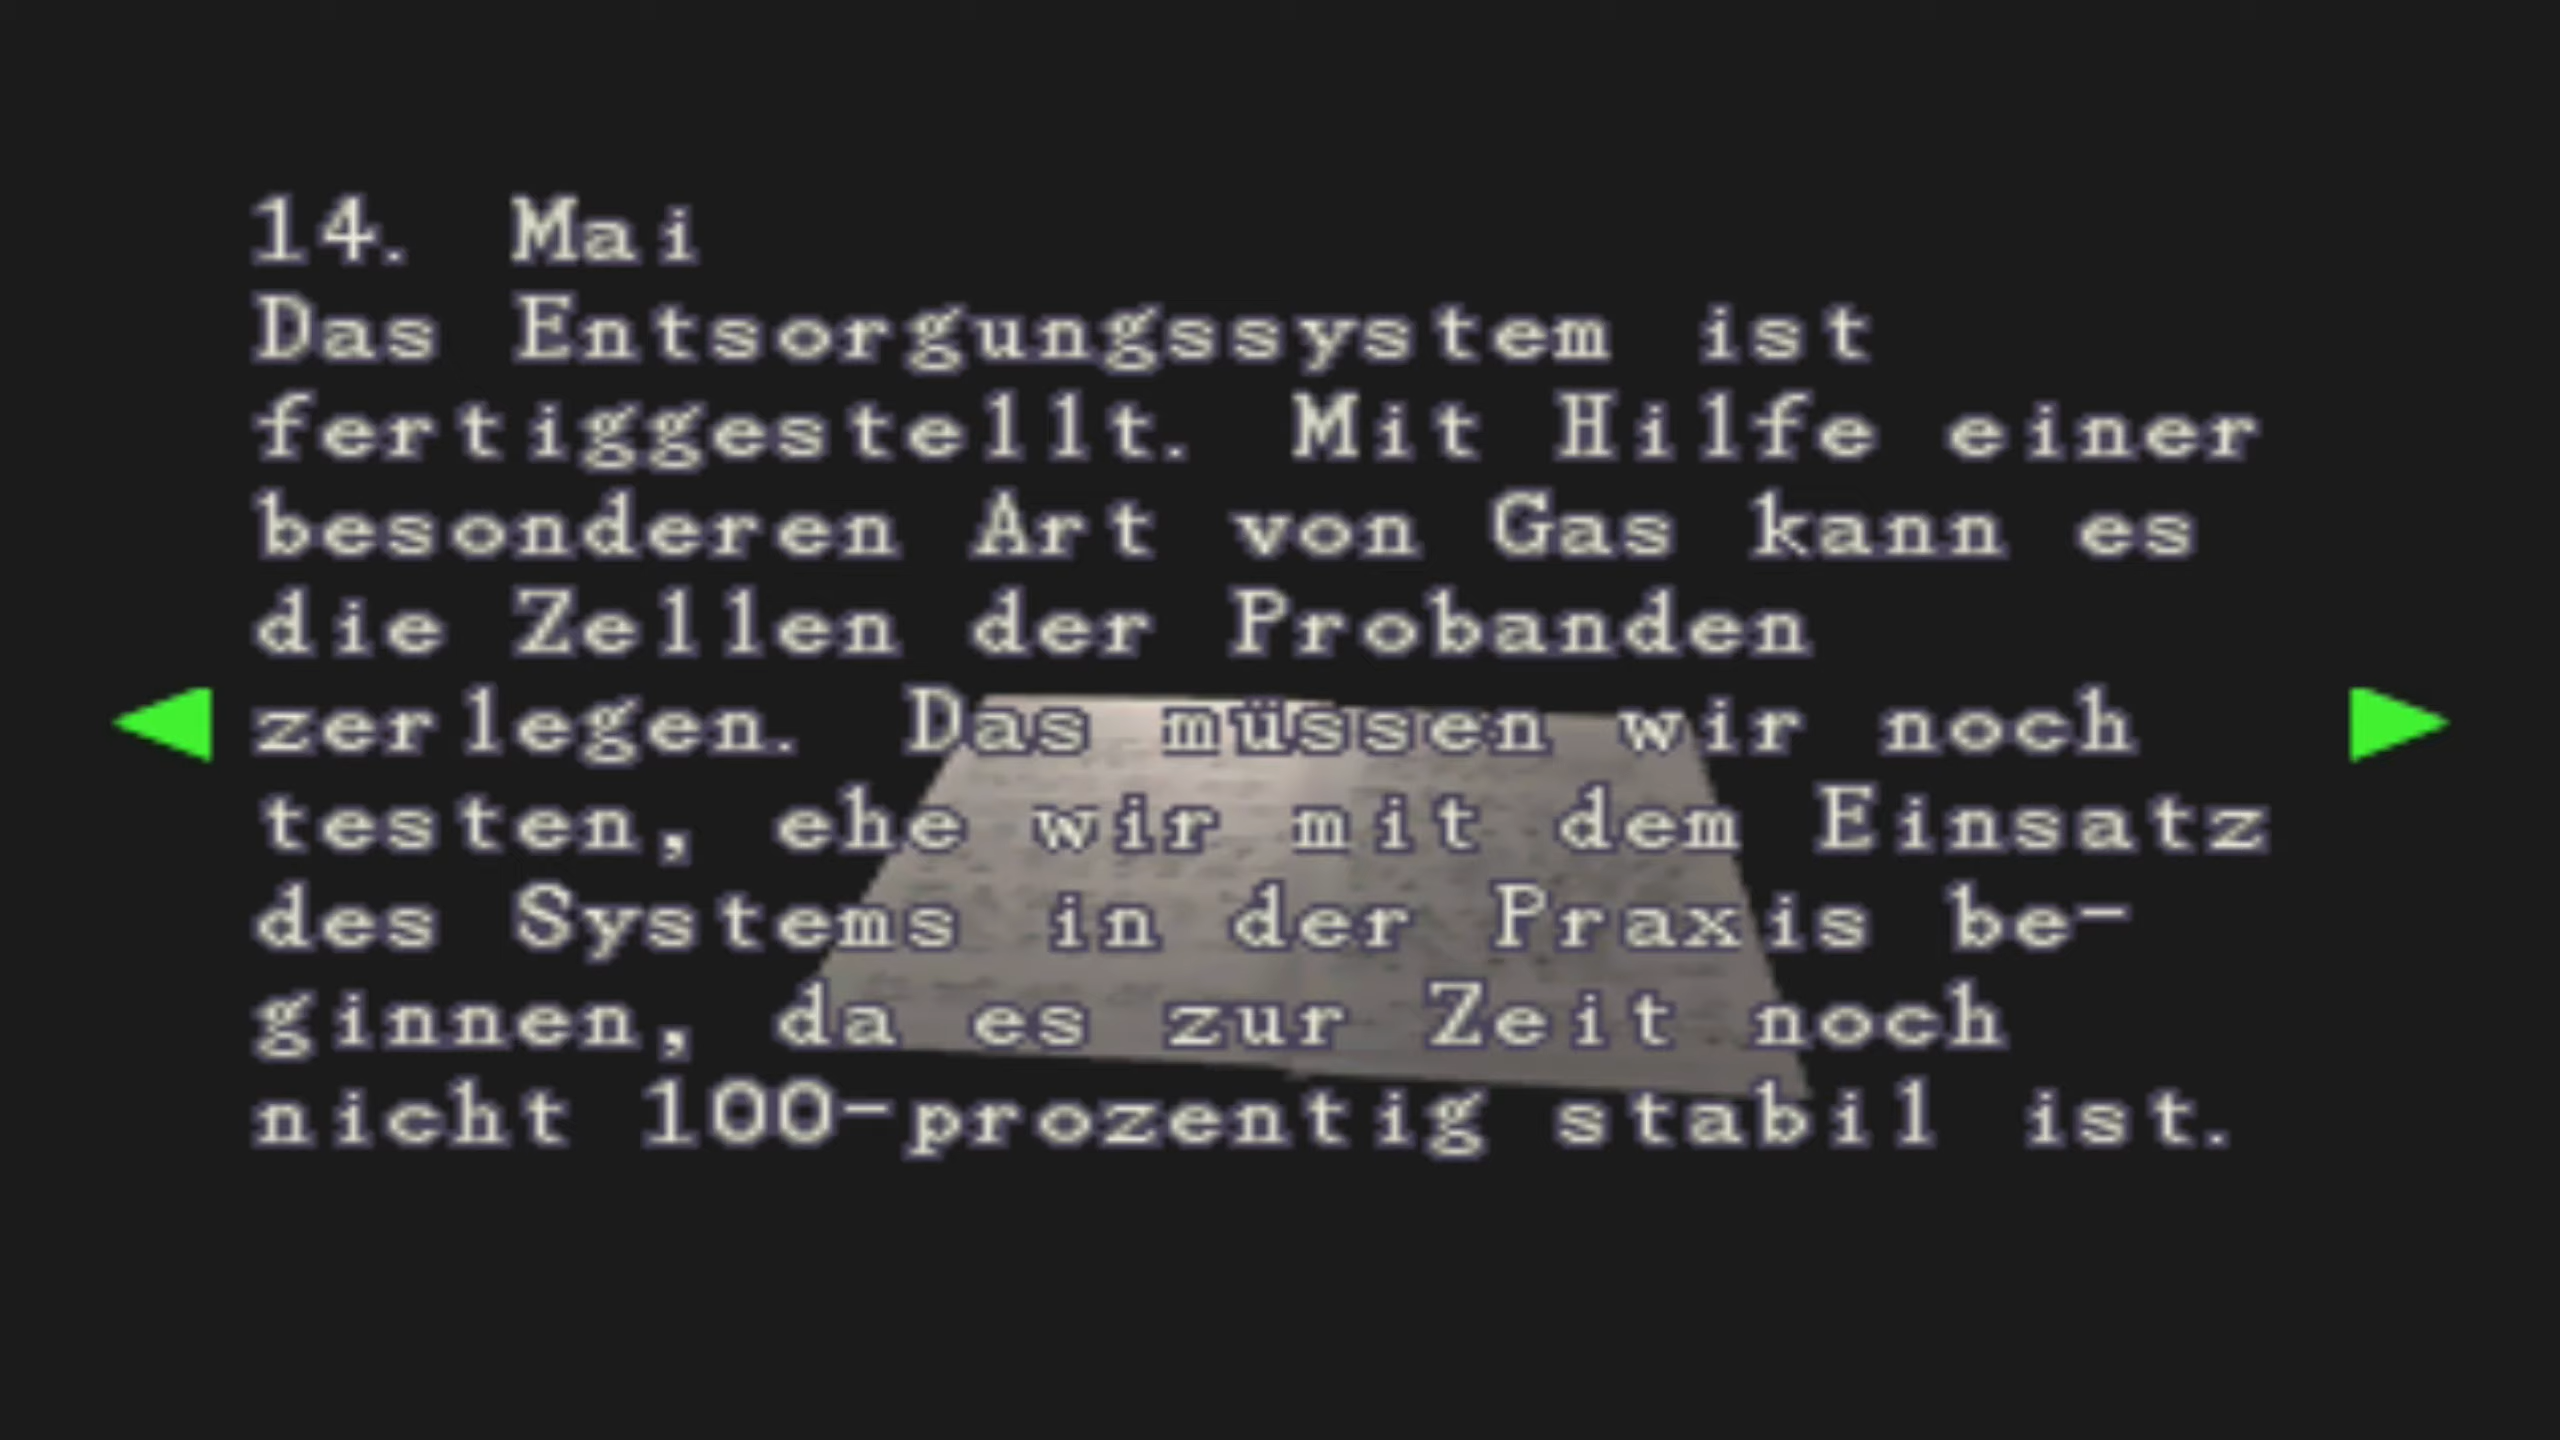 14. Mai
Das Entsorgungssystem ist
fertiggestellt. Mit Hilfe einer
besonderen Art von Gas kann es
die Zellen der Probanden
zerlegen. Das müssen wir noch
testen, ehe wir mit dem Einsatz
des Systems in der Praxis be-
ginnen, da es zur Zeit noch
nicht 100-prozentig stabil ist.